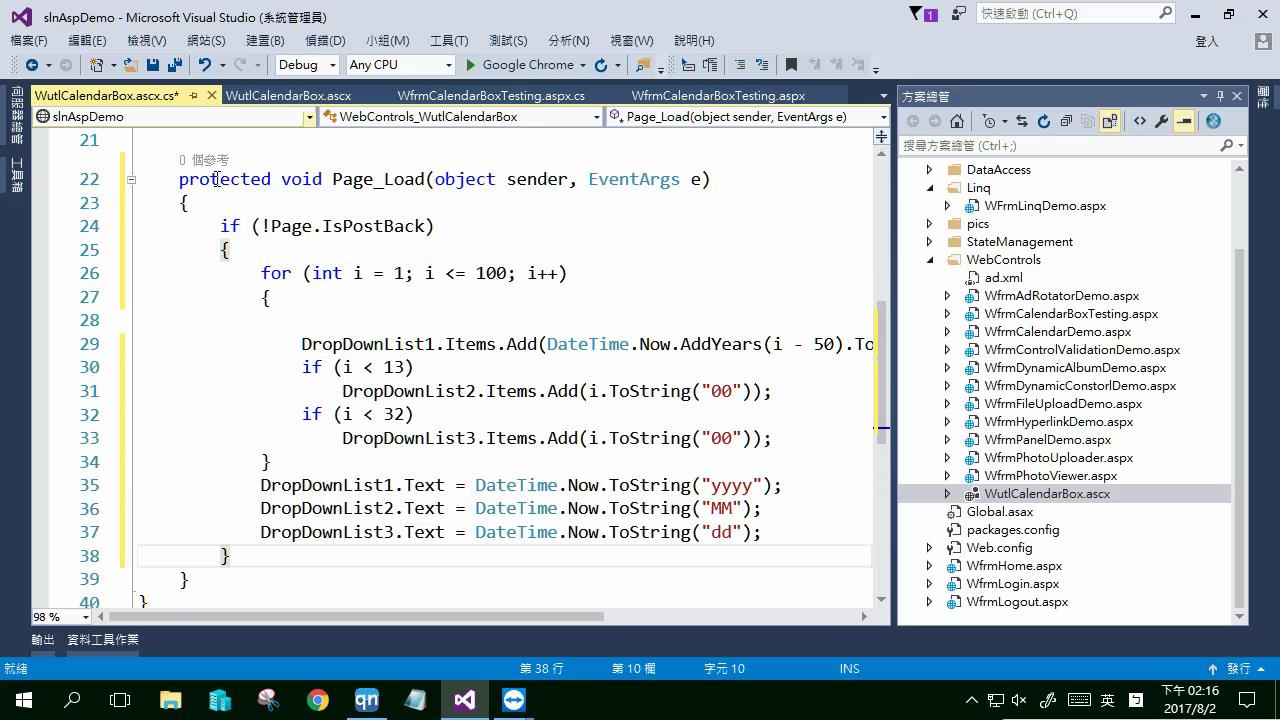 slnAspDemo - Microsoft Visual Studio (系統管理員)
1
快速啟動 (Ctrl+Q)
檔案(F) 編輯(E) 檢視(V) 網站(S) 建置(B) 偵錯(D) 小組(M) 工具(T) 測試(S) 分析(N) 視窗(W) 說明(H) 登入
Debug Any CPU Google Chrome
WutlCalendarBox.ascx.cs* WutlCalendarBox.ascx WfrmCalendarBoxTesting.aspx.cs WfrmCalendarBoxTesting.aspx
slnAspDemo WebControls_WutlCalendarBox Page_Load(object sender, EventArgs e)
伺服器總管
工具箱
21
0 個參考
22 protected void Page_Load(object sender, EventArgs e)
23 {
24 if (!Page.IsPostBack)
25 {
26 for (int i = 1; i <= 100; i++)
27 {
28
29 DropDownList1.Items.Add(DateTime.Now.AddYears(i - 50).To
30 if (i < 13)
31 DropDownList2.Items.Add(i.ToString("00"));
32 if (i < 32)
33 DropDownList3.Items.Add(i.ToString("00"));
34 }
35 DropDownList1.Text = DateTime.Now.ToString("yyyy");
36 DropDownList2.Text = DateTime.Now.ToString("MM");
37 DropDownList3.Text = DateTime.Now.ToString("dd");
38 }
39 }
40 }
98 %
輸出 資料工具作業
方案總管
搜尋方案總管 (Ctrl+;)
DataAccess
Linq
WFrmLinqDemo.aspx
pics
StateManagement
WebControls
ad.xml
WfrmAdRotatorDemo.aspx
WfrmCalendarBoxTesting.aspx
WfrmCalendarDemo.aspx
WfrmControlValidationDemo.aspx
WfrmDynamicAlbumDemo.aspx
WfrmDynamicConstorlDemo.aspx
WfrmFileUploadDemo.aspx
WfrmHyperlinkDemo.aspx
WfrmPanelDemo.aspx
WfrmPhotoUploader.aspx
WfrmPhotoViewer.aspx
WutlCalendarBox.ascx
Global.asax
packages.config
Web.config
WfrmHome.aspx
WfrmLogin.aspx
WfrmLogout.aspx
就緒 第 38 行 第 10 欄 字元 10 INS 發行
qn
英
下午 02:16
2017/8/2